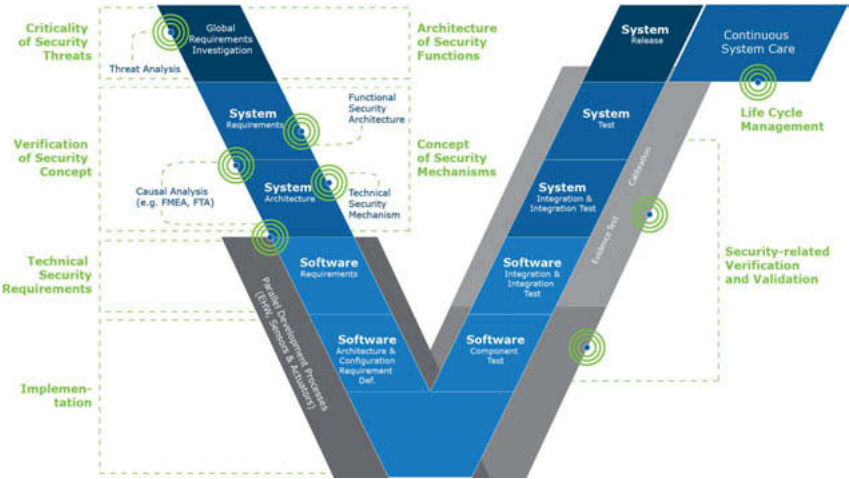 Criticality
of Security
Threats
Global
Requirements
Investigation
Threat Analysis
Architecture
of Security
Functions
System
Release
Continuous
System Care
Life Cycle
Management
Verification
of Security
Concept
System
Requirements
Functional
Security
Architecture
Concept
of Security
Mechanisms
System
Test
Causal Analysis
(e.g. FMEA, FTA)
System
Architecture
Technical
Security
Mechanism
System
Integration &
Integration Test
Calibration
Evidence Test
Technical
Security
Requirements
Software
Requirements
Software
Integration &
Integration
Test
Security-related
Verification
and Validation
Parallel Development Processes
(EHW, Sensors & Actuators)
Implemen-
tation
Software
Architecture &
Configuration
Requirement
Def.
Software
Component
Test